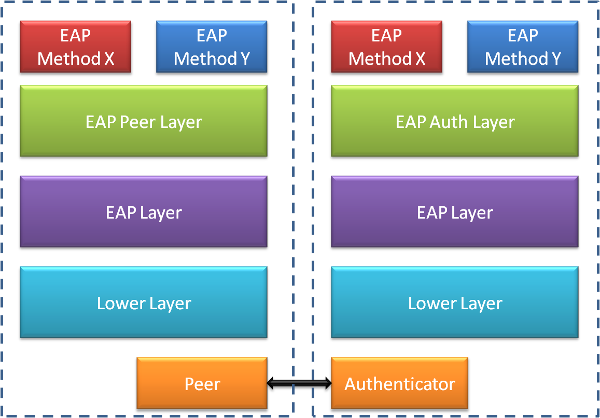 EAP
Method X
EAP
Method Y
EAP Peer Layer
EAP Layer
Lower Layer
Peer
EAP
Method X
EAP
Method Y
EAP Auth Layer
EAP Layer
Lower Layer
Authenticator